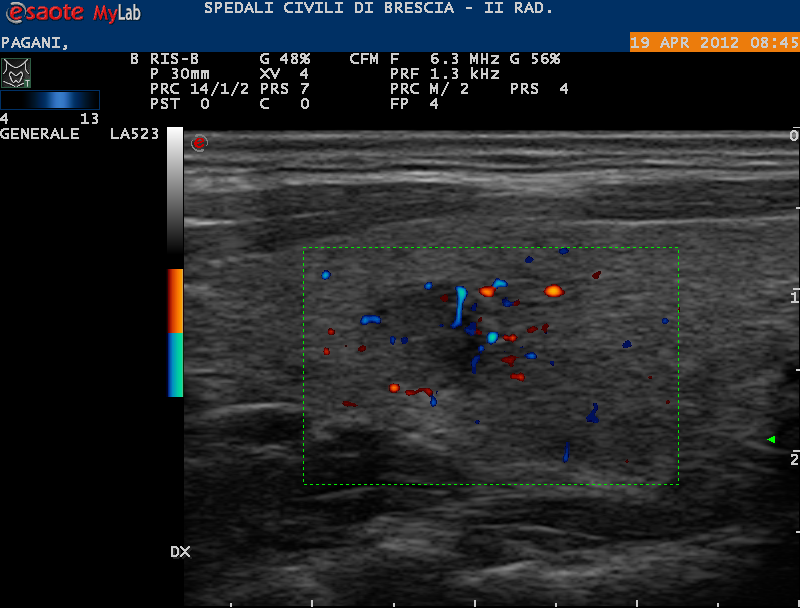 esaote MyLab
SPEDALI CIVILI DI BRESCIA - II RAD.
PAGANI,
19 APR 2012 08:45
B RIS-B G 48% CFM F 6.3 MHz G 56%
P 30mm XV 4 PRF 1.3 kHz
PRC 14/1/2 PRS 7 PRC M/ 2 PRS 4
PST 0 C 0 FP 4
4 13
GENERALE LA523
0
1
2
DX